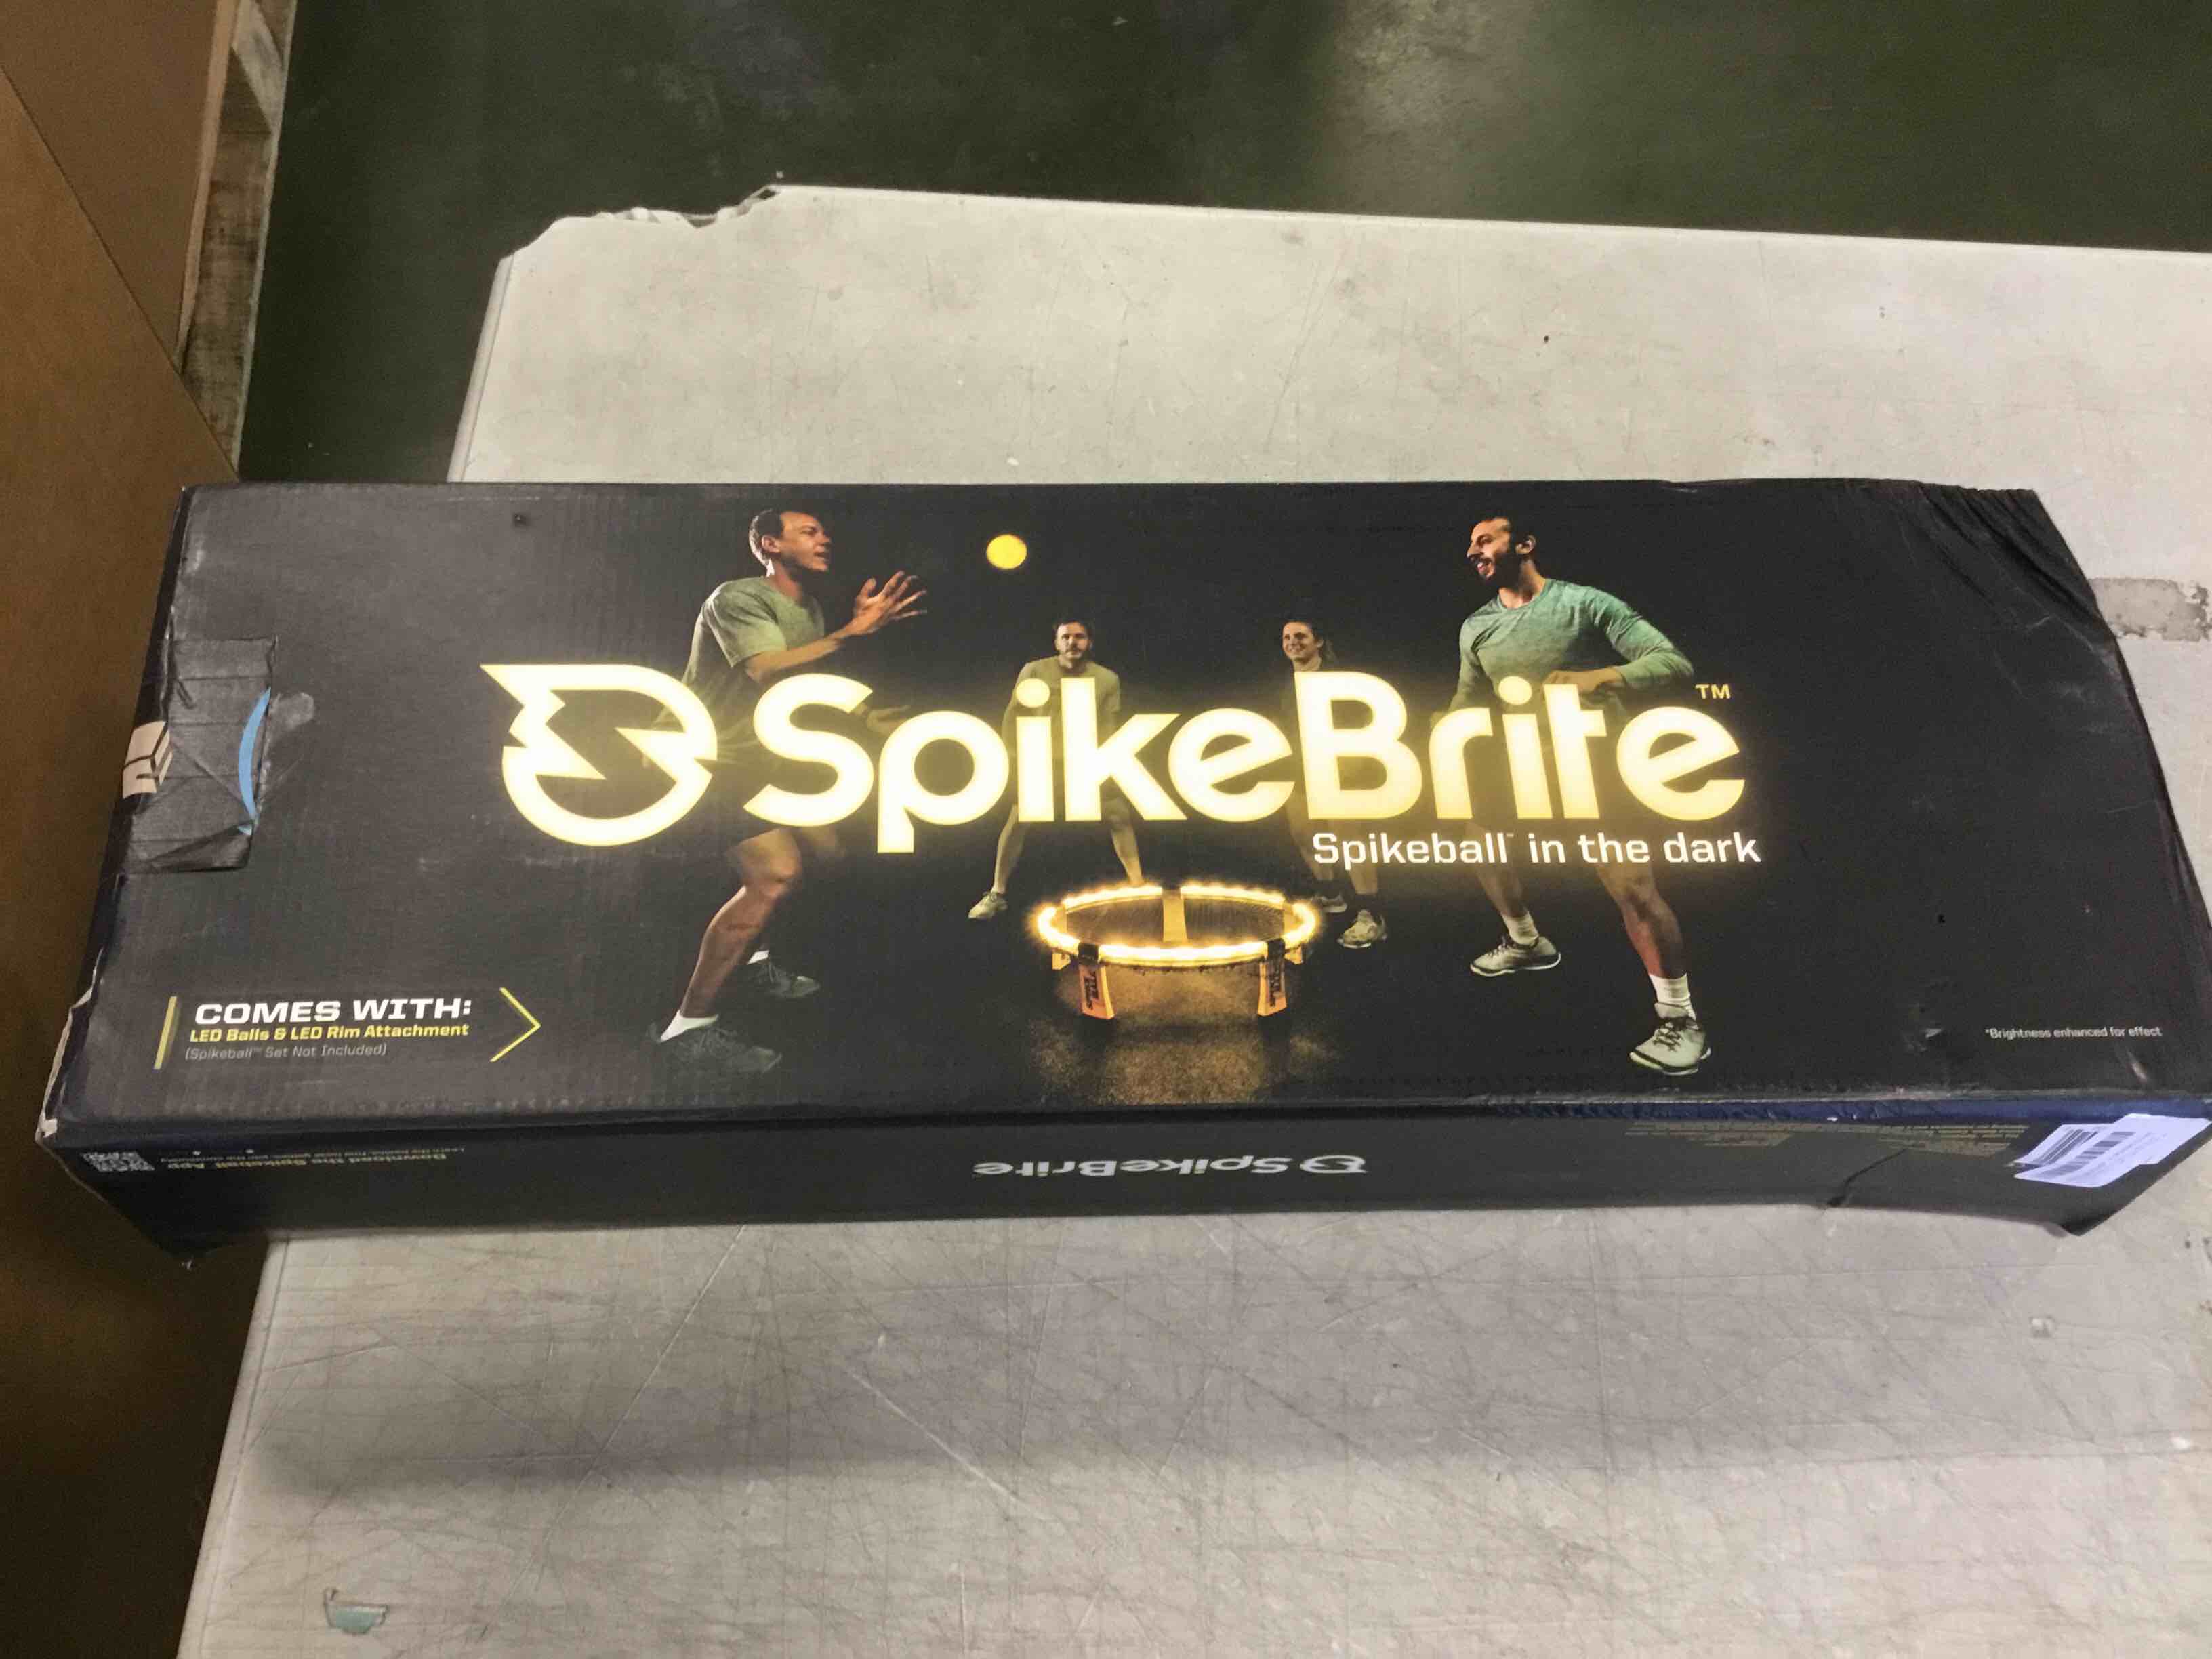 SpikeBrite™
Spikeball™ in the dark
COMES WITH:
LED Balls & LED Rim Attachment
(Spikeball™ Set Not Included)
*Brightness enhanced for effect
SpikeBrite™
Download the Spikeball App